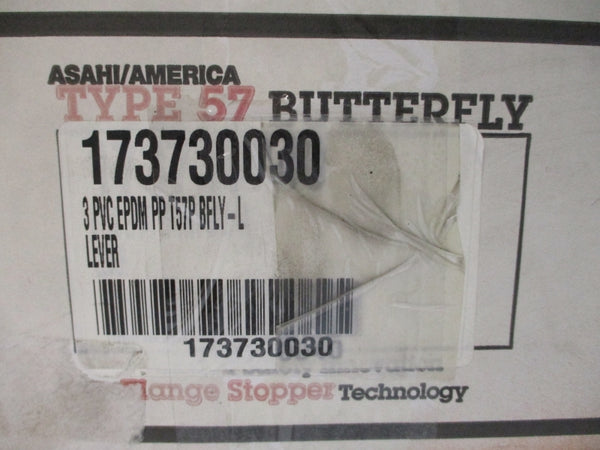 ASAHI/AMERICA
TYPE 57 BUTTERFLY
173730030
3 PVC EPDM PP T57P BFLY-L
LEVER
173730030
Flange Stopper Technology